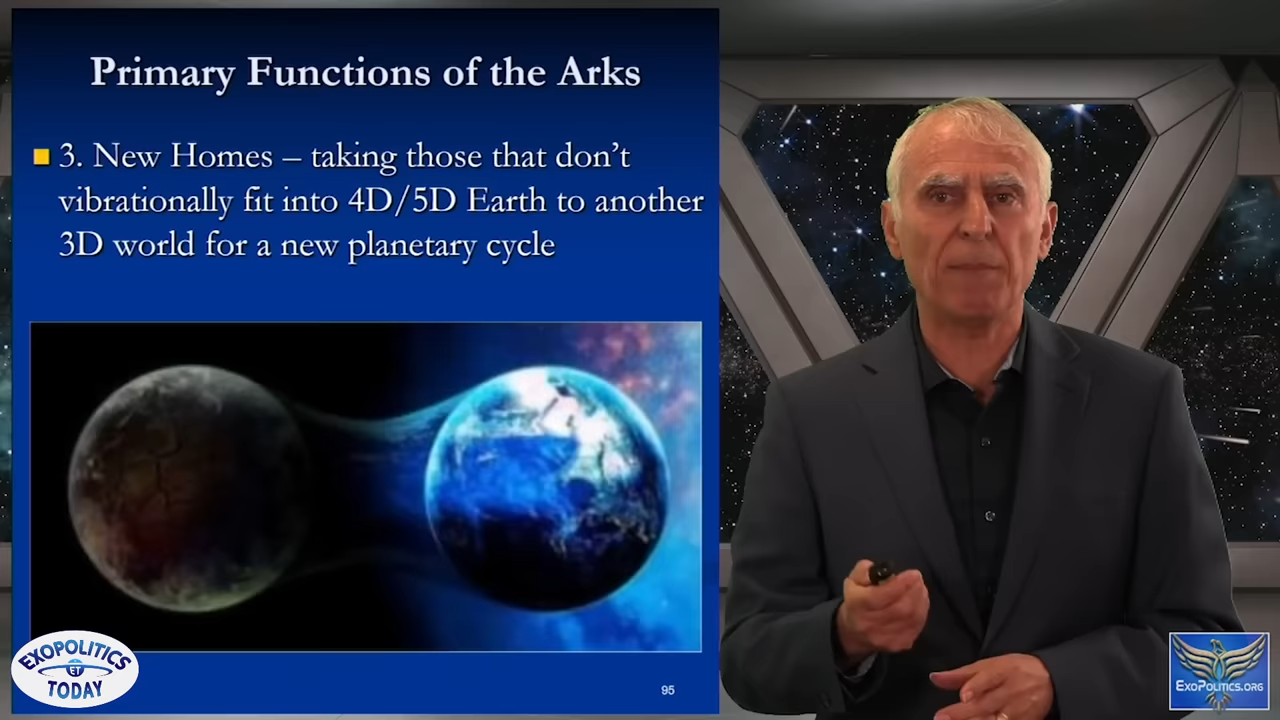 Primary Functions of the Arks
3. New Homes – taking those that don’t
vibrationally fit into 4D/5D Earth to another
3D world for a new planetary cycle
EXOPOLITICS
ET
TODAY
95
EXOPOLITICS.ORG